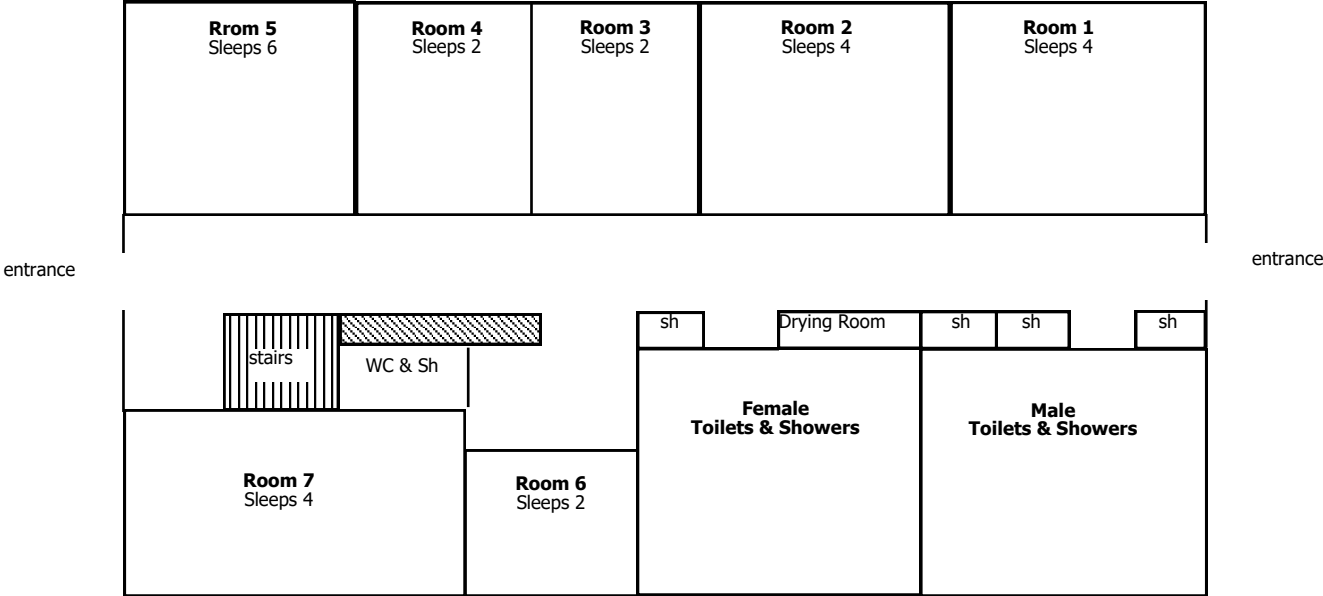 Rrom 5
Sleeps 6
Room 4
Sleeps 2
Room 3
Sleeps 2
Room 2
Sleeps 4
Room 1
Sleeps 4
entrance
entrance
stairs
WC & Sh
sh
Drying Room
sh
sh
sh
Female
Toilets & Showers
Male
Toilets & Showers
Room 7
Sleeps 4
Room 6
Sleeps 2